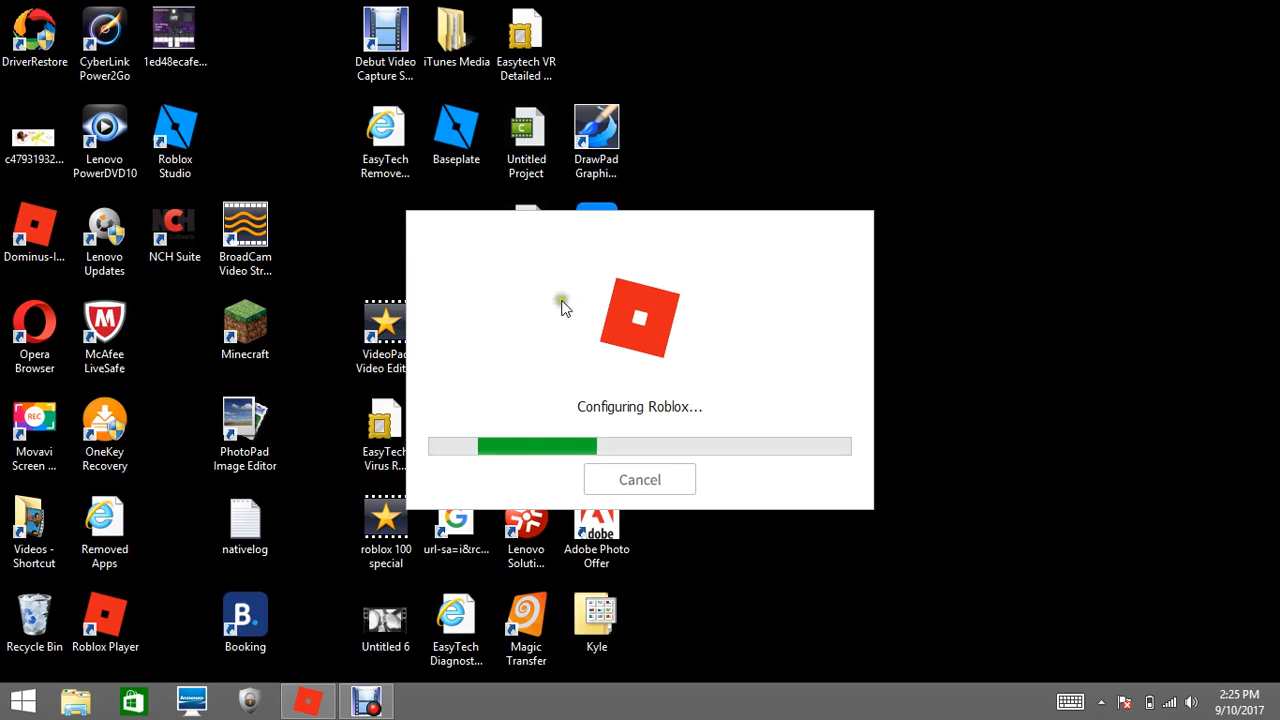 DriverRestore
CyberLink
Power2Go
1ed48ecafe...
Debut Video
Capture S...
iTunes Media
Easytech VR
Detailed ...
c47931932...
Lenovo
PowerDVD10
Roblox
Studio
EasyTech
Remove...
Baseplate
C
Untitled
Project
DrawPad
Graphi...
Dominus-I...
Lenovo
Updates
NCH
NCH Suite
BroadCam
Video Str...
Opera
Browser
McAfee
LiveSafe
Minecraft
VideoPad
Video Edit
Configuring Roblox...
Cancel
REC
Movavi
Screen ...
OneKey
Recovery
PhotoPad
Image Editor
EasyTech
Virus R...
Videos -
Shortcut
Removed
Apps
nativelog
roblox 100
special
url-sa=i&rc...
Lenovo
Soluti...
Adobe
Adobe Photo
Offer
Recycle Bin
Roblox Player
B.
Booking
Untitled 6
EasyTech
Diagnost...
Magic
Transfer
Kyle
lenovo
2:25 PM
9/10/2017